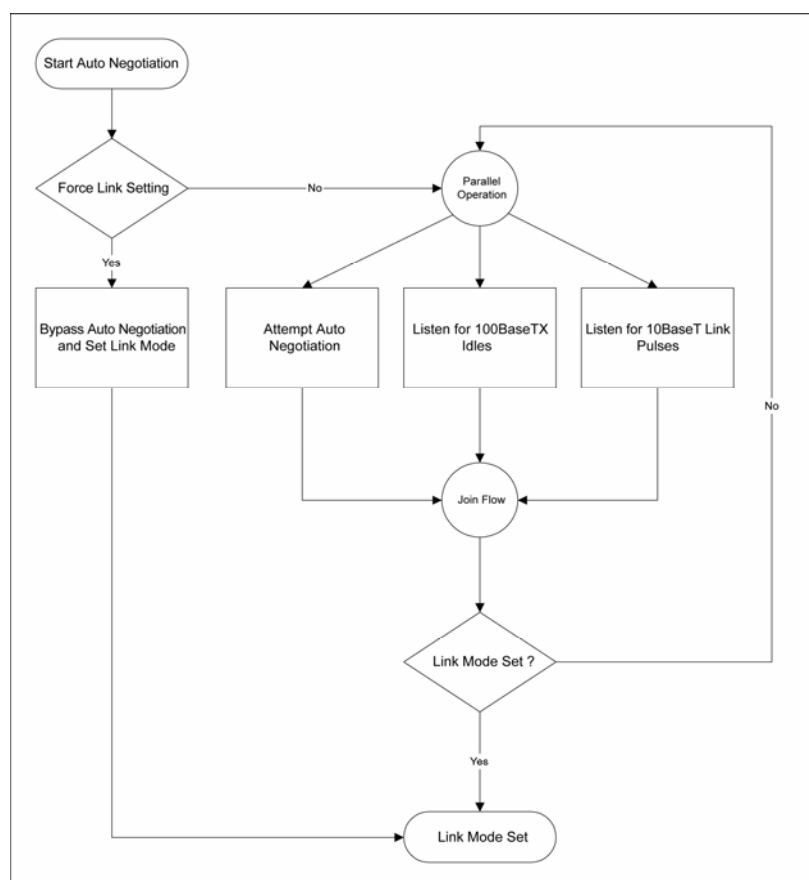 Start Auto Negotiation
Force Link Setting
No
Parallel
Operation
Yes
Bypass Auto Negotiation
and Set Link Mode
Attempt Auto
Negotiation
Listen for 100BaseTX
Idles
Listen for 10BaseT Link
Pulses
No
Join Flow
Link Mode Set ?
Yes
Link Mode Set